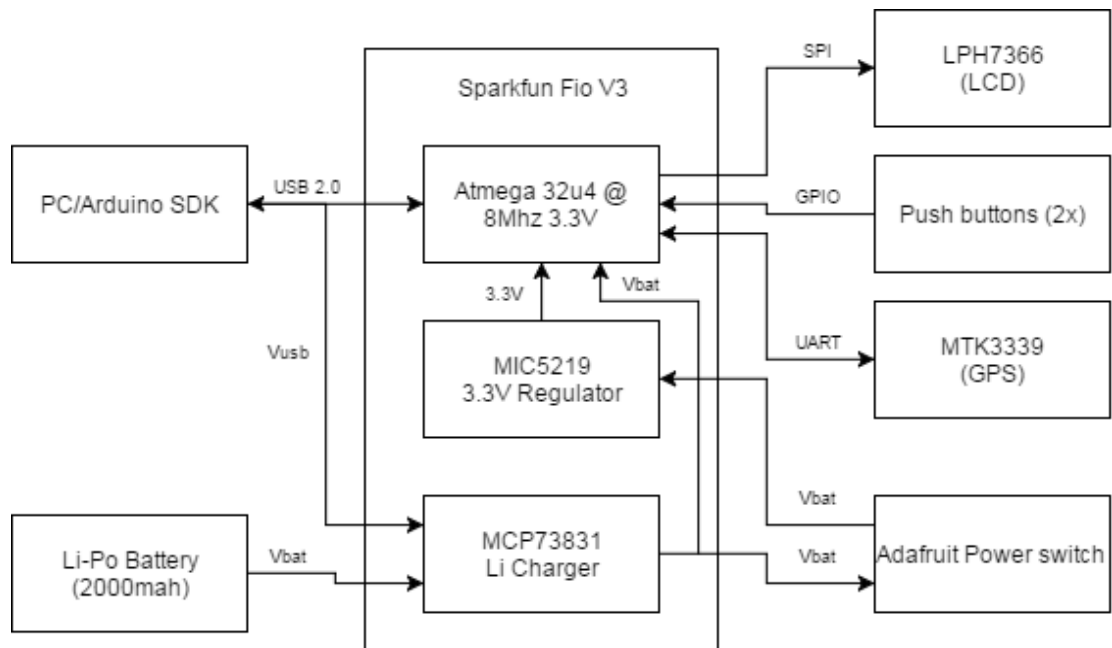 SPI
LPH7366
(LCD)
Sparkfun Fio V3
PC/Arduino SDK
USB 2.0
Atmega 32u4 @
8Mhz 3.3V
GPIO
Push buttons (2x)
3.3V
Vbat
Vusb
MIC5219
3.3V Regulator
UART
MTK3339
(GPS)
Li-Po Battery
(2000mah)
Vbat
MCP73831
Li Charger
Vbat
Vbat
Adafruit Power switch